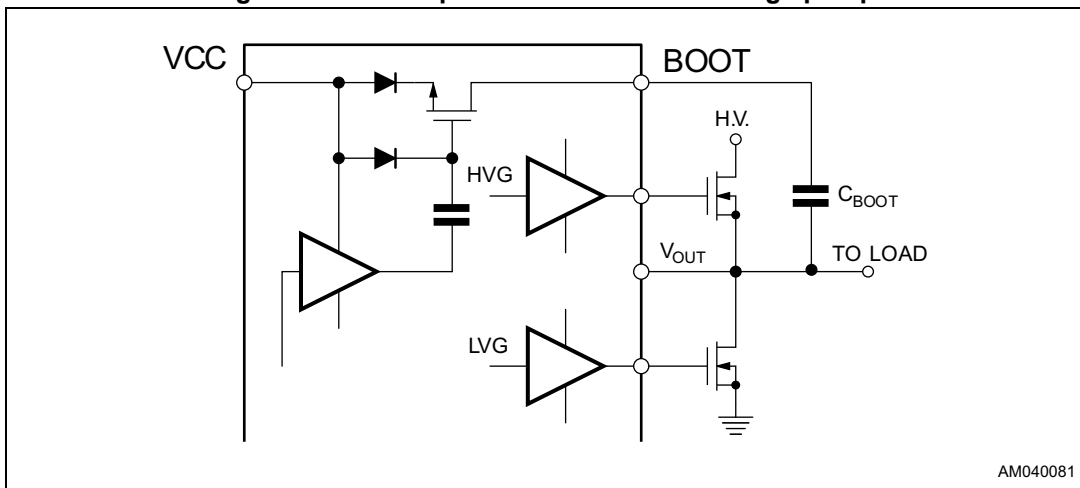 VCC
BOOT
H.V.
HVG
C_BOOT
V_OUT
TO LOAD
LVG
AM040081